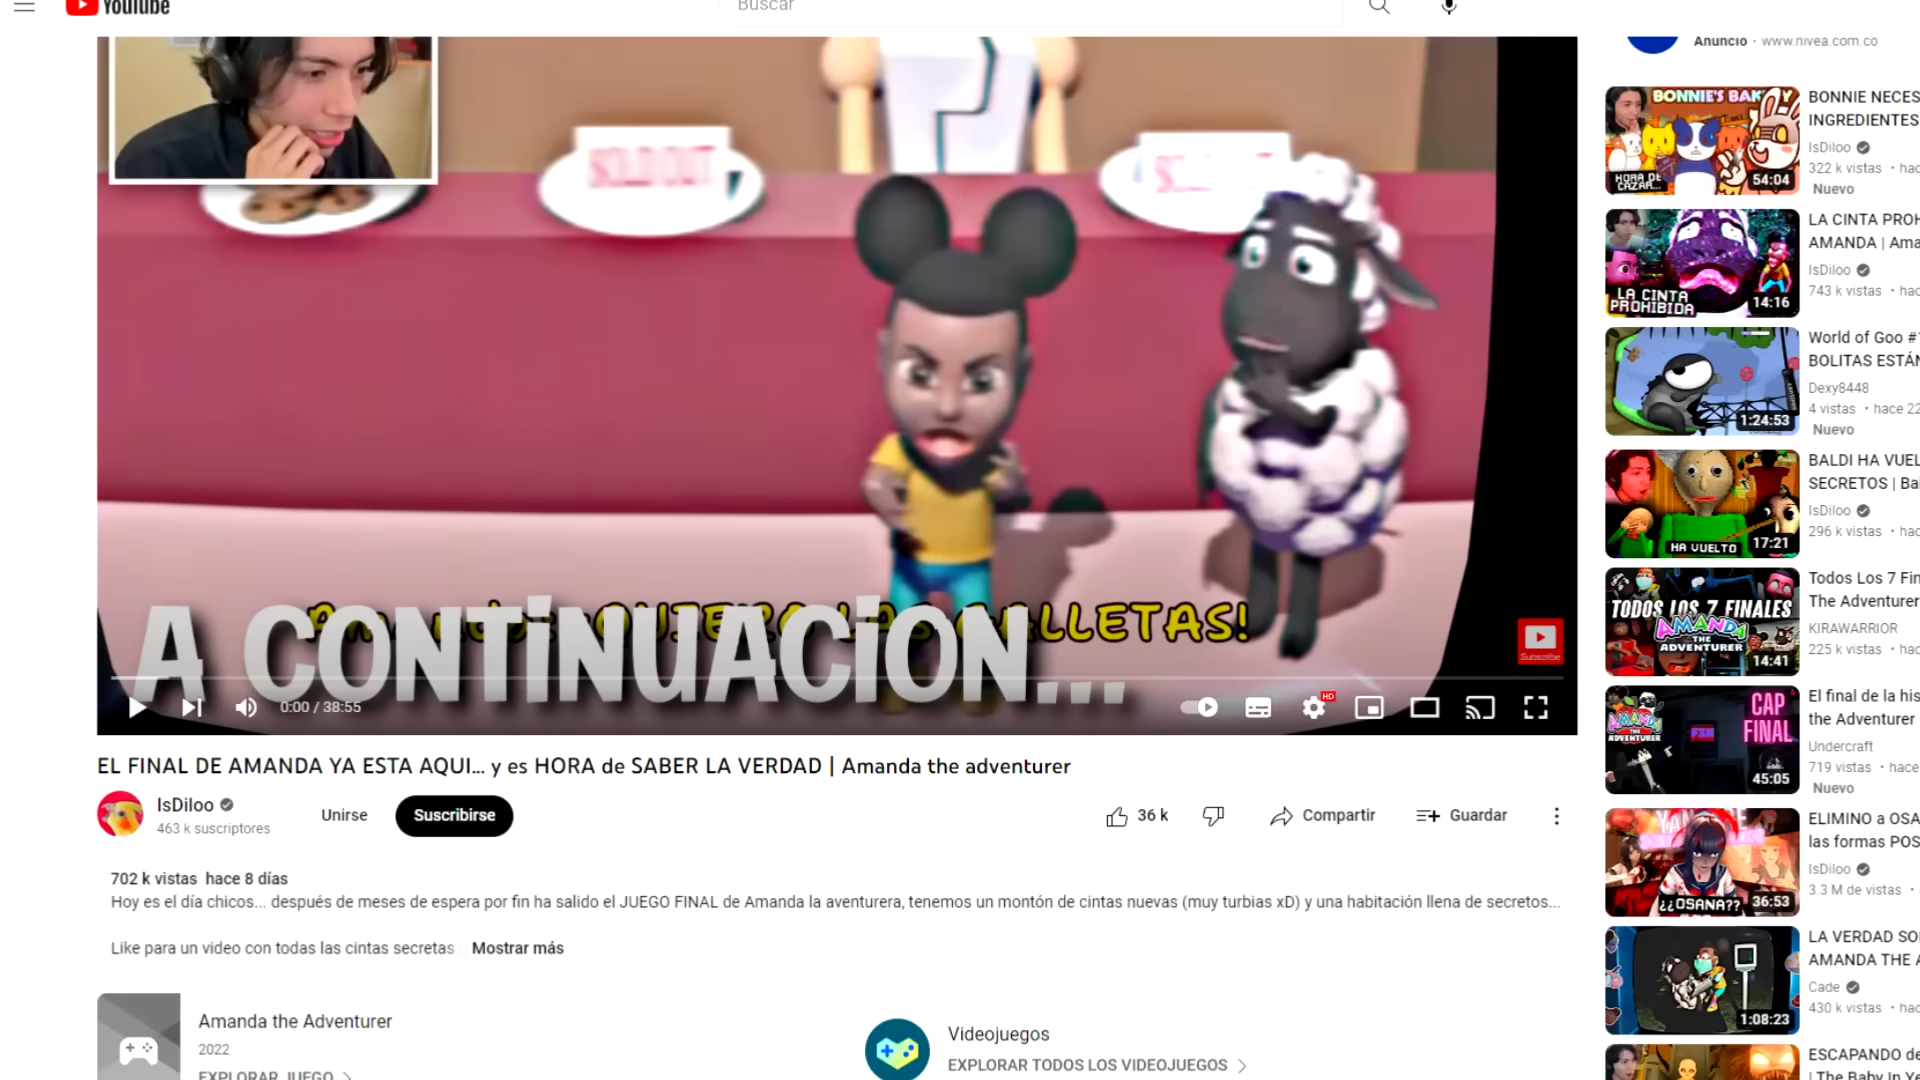 YouTube
Buscar
SOLD OUT
A CONTINUACION...
LLETAS!
Subscribe
0:00 / 38:55
HD
EL FINAL DE AMANDA YA ESTA AQUI... y es HORA de SABER LA VERDAD | Amanda the adventurer
IsDiloo
463 k suscriptores
Unirse
Suscribirse
36 k
Compartir
Guardar
702 k vistas hace 8 días
Hoy es el día chicos... después de meses de espera por fin ha salido el JUEGO FINAL de Amanda la aventurera, tenemos un montón de cintas nuevas (muy turbias xD) y una habitación llena de secretos...
Like para un video con todas las cintas secretas
Mostrar más
Amanda the Adventurer
2022
EXPLORAR JUEGO
Videojuegos
EXPLORAR TODOS LOS VIDEOJUEGOS
Anuncio · www.nivea.com.co
BONNIE'S BAK Y
HORA DE
CAZAR...
54:04
BONNIE NECES
INGREDIENTES
IsDiloo
322 k vistas · hac
Nuevo
LA CINTA
PROHIBIDA
14:16
LA CINTA PROH
AMANDA | Ama
IsDiloo
743 k vistas · hac
1:24:53
World of Goo #
BOLITAS ESTÁN
Dexy8448
4 vistas · hace 22
Nuevo
HA VUELTO
17:21
BALDI HA VUEL
SECRETOS | Ba
IsDiloo
296 k vistas · hac
TODOS LOS 7 FINALES
AMANDA
THE
ADVENTURER
14:41
Todos Los 7 Fin
The Adventurer
KIRAWARRIOR
225 k vistas · hac
AMANDA
ADVENTURER
FIN
CAP
FINAL
45:05
El final de la his
the Adventurer
Undercraft
719 vistas · hace
Nuevo
¿¿OSANA??
36:53
ELIMINO a OSA
las formas POS
IsDiloo
3.3 M de vistas ·
1:08:23
LA VERDAD SO
AMANDA THE A
Cade
430 k vistas · hac
ESCAPANDO de
| The Baby In Ye